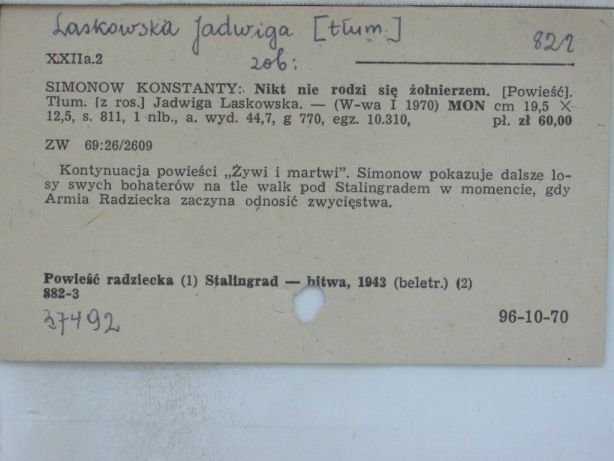 Laskowska Jadwiga [tłum.]
821
XXIIa.2
zob:
SIMONOW KONSTANTY: Nikt nie rodzi się żołnierzem. [Powieść].
Tłum. [z ros.] Jadwiga Laskowska. — (W-wa I 1970) MON cm 19,5 ×
12,5, s. 811, 1 nlb., a. wyd. 44,7, g 770, egz. 10.310, pł. zł 60,00
ZW 69:26/2609
Kontynuacja powieści „Żywi i martwi”. Simonow pokazuje dalsze lo-
sy swych bohaterów na tle walk pod Stalingradem w momencie, gdy
Armia Radziecka zaczyna odnosić zwycięstwa.
Powieść radziecka (1) Stalingrad — bitwa, 1943 (beletr.) (2)
882-3
37492
96-10-70